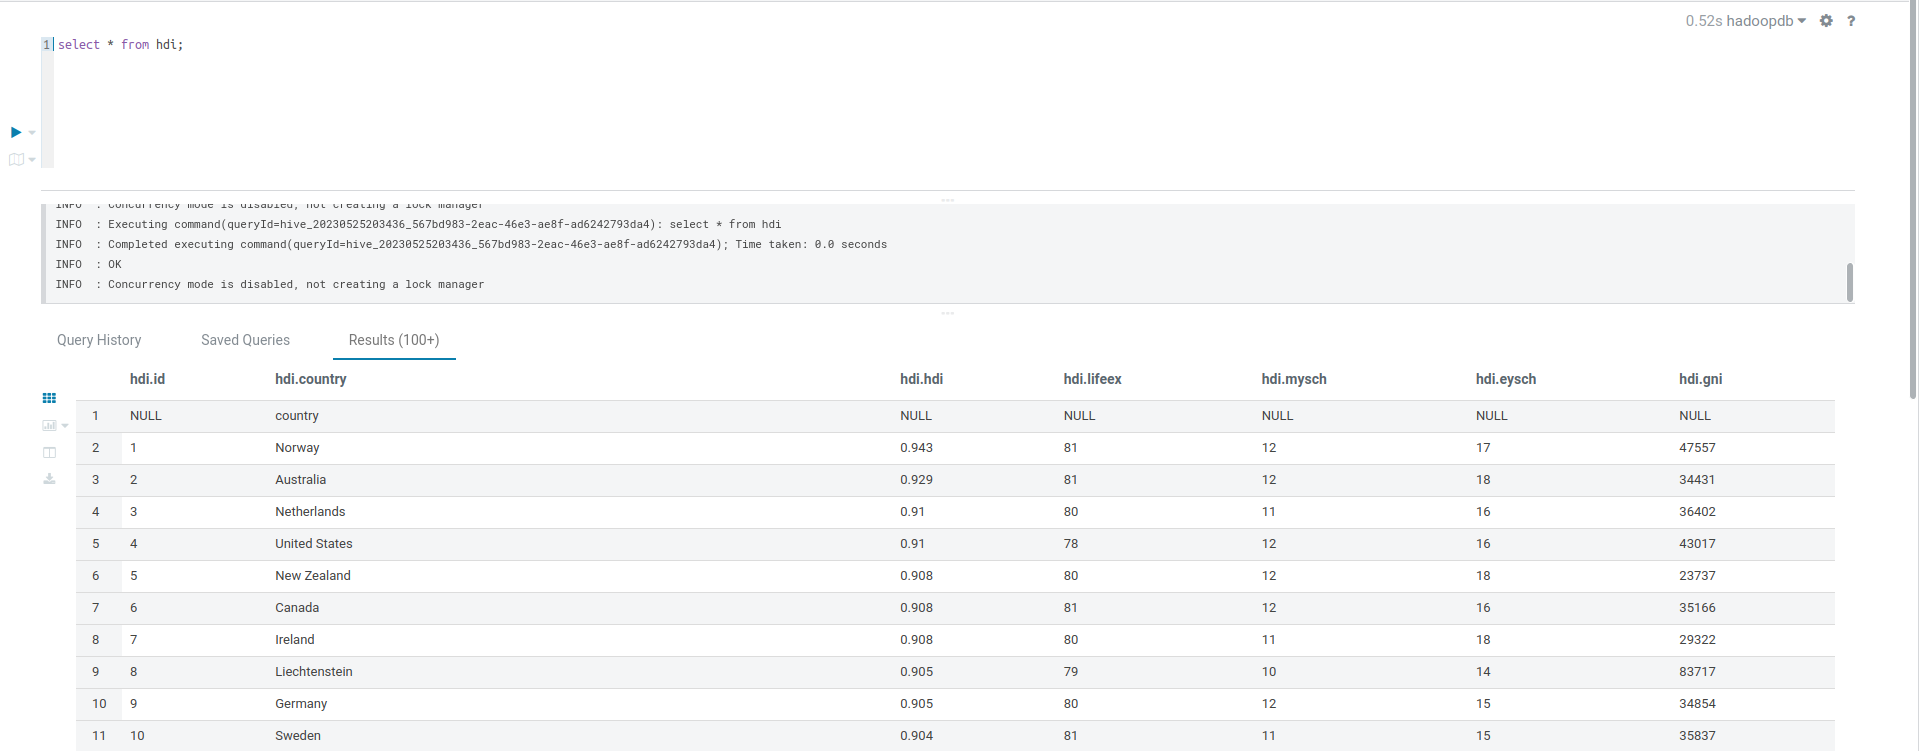 0.52s hadoopdb
?
1 select * from hdi;
INFO : Concurrency mode is disabled, not creating a lock manager
INFO : Executing command(queryId=hive_20230525203436_567bd983-2eac-46e3-ae8f-ad6242793da4): select * from hdi
INFO : Completed executing command(queryId=hive_20230525203436_567bd983-2eac-46e3-ae8f-ad6242793da4); Time taken: 0.0 seconds
INFO : OK
INFO : Concurrency mode is disabled, not creating a lock manager
Query History Saved Queries Results (100+)
hdi.id hdi.country hdi.hdi hdi.lifeex hdi.mysch hdi.eysch hdi.gni
1 NULL country NULL NULL NULL NULL NULL
2 1 Norway 0.943 81 12 17 47557
3 2 Australia 0.929 81 12 18 34431
4 3 Netherlands 0.91 80 11 16 36402
5 4 United States 0.91 78 12 16 43017
6 5 New Zealand 0.908 80 12 18 23737
7 6 Canada 0.908 81 12 16 35166
8 7 Ireland 0.908 80 11 18 29322
9 8 Liechtenstein 0.905 79 10 14 83717
10 9 Germany 0.905 80 12 15 34854
11 10 Sweden 0.904 81 11 15 35837